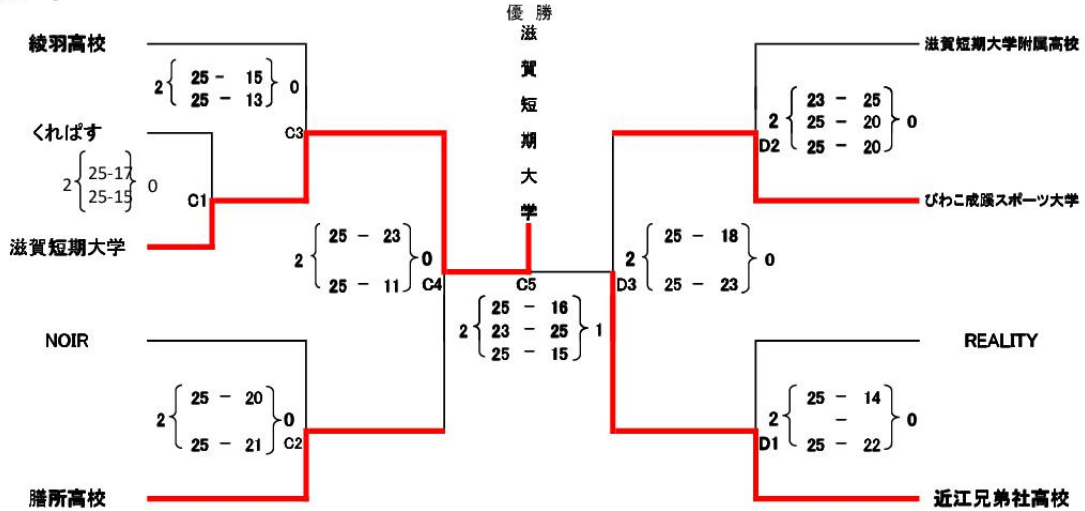 優 勝
滋賀短期大学
綾羽高校
2 { 25 - 15 } 0
25 - 13
C3
くれぱす
2 { 25-17 } 0
25-15
C1
滋賀短期大学
2 { 25 - 23 } 0
25 - 11
C4
NOIR
2 { 25 - 20 } 0
25 - 21
C2
膳所高校
C5
2 { 25 - 16 } 1
23 - 25
25 - 15
滋賀短期大学附属高校
2 { 23 - 25 } 0
25 - 20
25 - 20
D2
びわこ成蹊スポーツ大学
2 { 25 - 18 } 0
25 - 23
D3
REALITY
2 { 25 - 14 } 0
-
25 - 22
D1
近江兄弟社高校